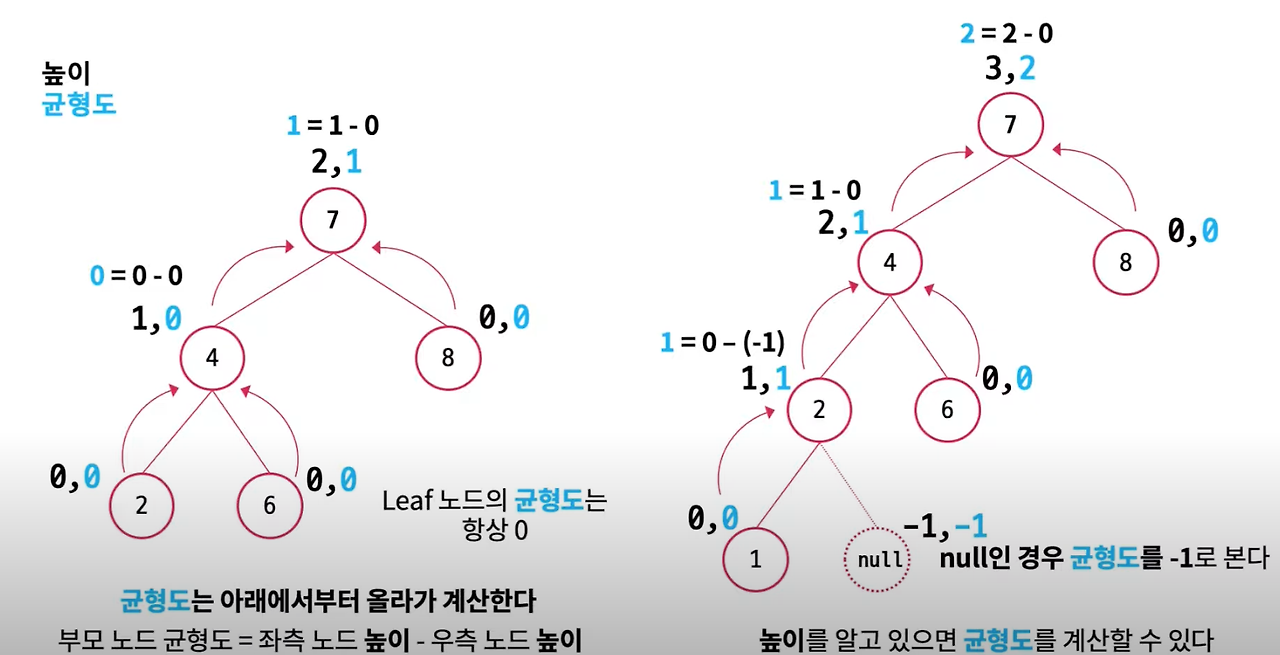 높이
균형도
1 = 1 - 0
2,1
7
0 = 0 - 0
1,0
4
0,0
8
0,0
2
0,0
6
Leaf 노드의 균형도는
항상 0
균형도는 아래에서부터 올라가 계산한다
부모 노드 균형도 = 좌측 노드 높이 - 우측 노드 높이
2 = 2 - 0
3,2
7
1 = 1 - 0
2,1
4
0,0
8
1 = 0 – (-1)
1,1
2
0,0
6
0,0
1
-1,-1
null
null인 경우 균형도를 -1로 본다
높이를 알고 있으면 균형도를 계산할 수 있다